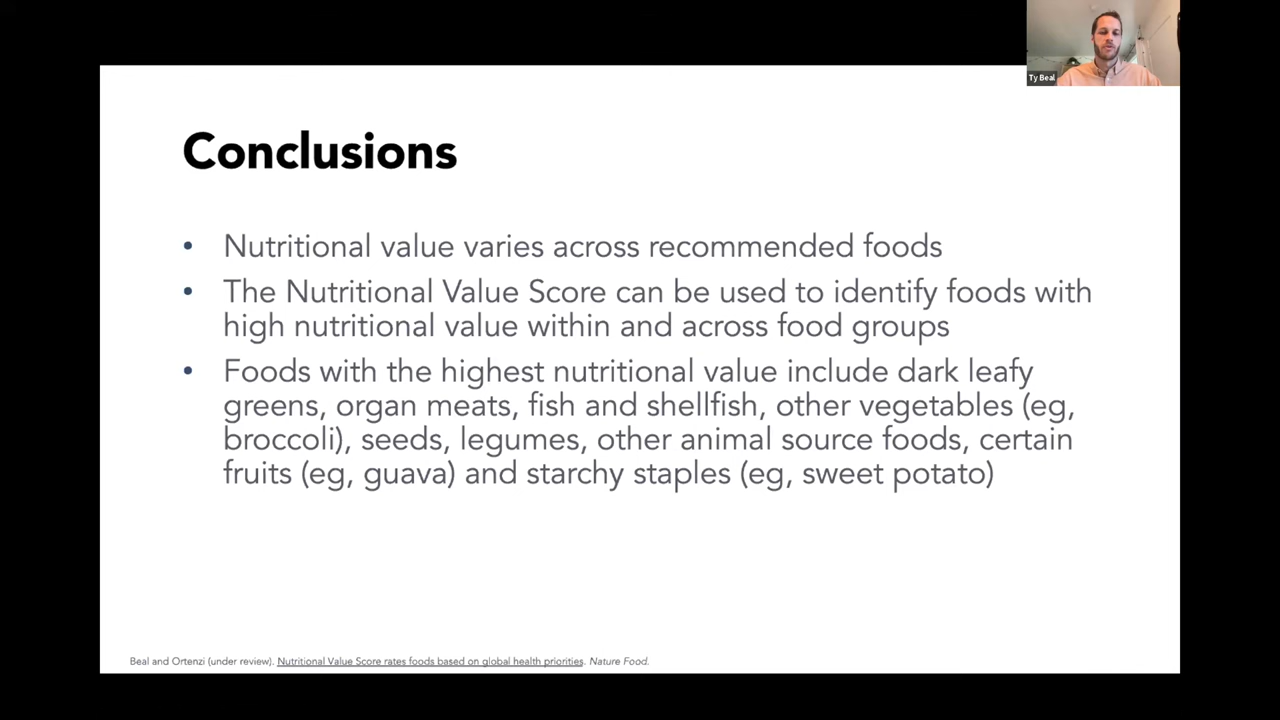 Ty Beal
Conclusions
• Nutritional value varies across recommended foods
• The Nutritional Value Score can be used to identify foods with
high nutritional value within and across food groups
• Foods with the highest nutritional value include dark leafy
greens, organ meats, fish and shellfish, other vegetables (eg,
broccoli), seeds, legumes, other animal source foods, certain
fruits (eg, guava) and starchy staples (eg, sweet potato)
Beal and Ortenzi (under review). Nutritional Value Score rates foods based on global health priorities. Nature Food.